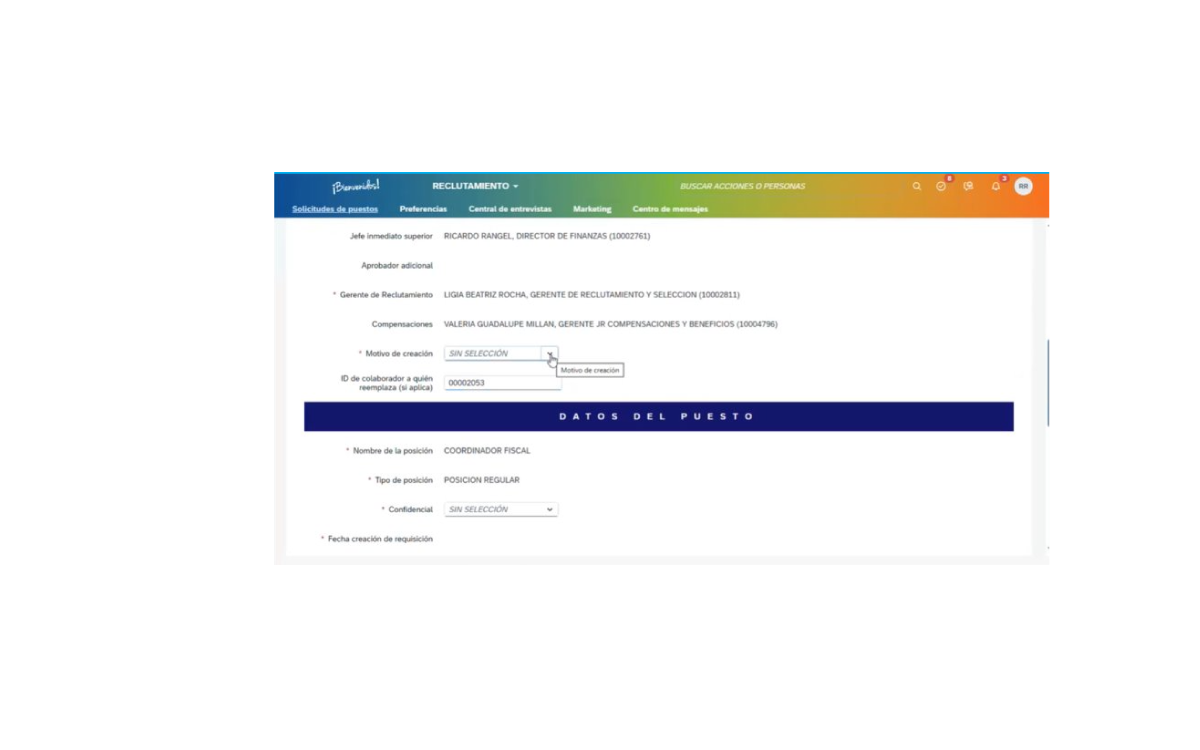 ¡Bienvenid@s!
RECLUTAMIENTO
BUSCAR ACCIONES O PERSONAS
8
3
RR
Solicitudes de puestos Preferencias Central de entrevistas Marketing Centro de mensajes
Jefe inmediato superior RICARDO RANGEL, DIRECTOR DE FINANZAS (10002761)
Aprobador adicional
* Gerente de Reclutamiento LIGIA BEATRIZ ROCHA, GERENTE DE RECLUTAMIENTO Y SELECCION (10002811)
Compensaciones VALERIA GUADALUPE MILLAN, GERENTE JR COMPENSACIONES Y BENEFICIOS (10004796)
* Motivo de creación SIN SELECCIÓN
Motivo de creación
ID de colaborador a quién
reemplaza (si aplica) 00002053
DATOS DEL PUESTO
* Nombre de la posición COORDINADOR FISCAL
* Tipo de posición POSICION REGULAR
* Confidencial SIN SELECCIÓN
* Fecha creación de requisición